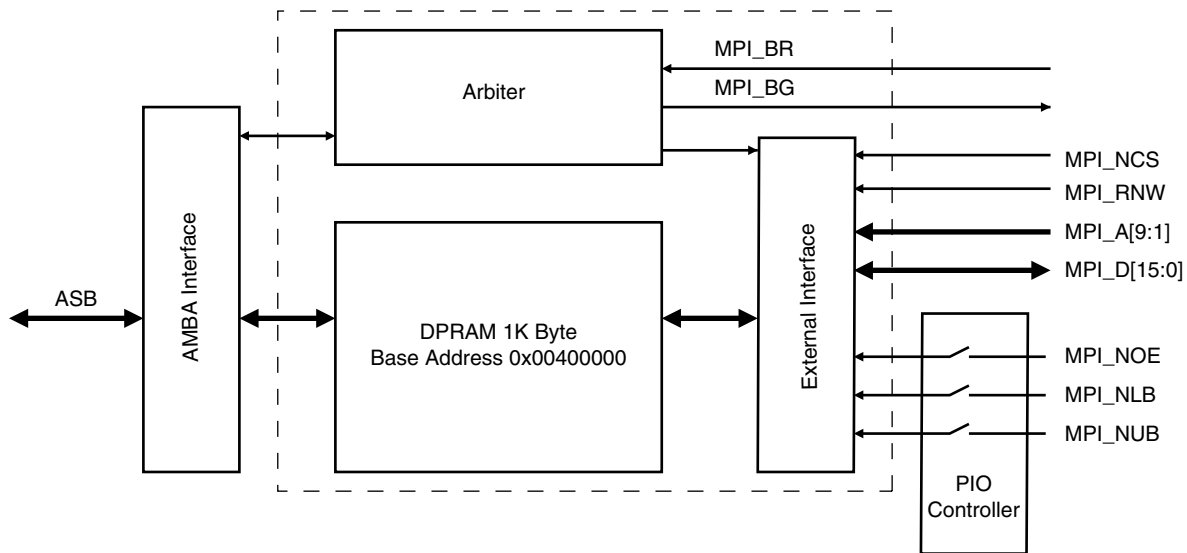 MPI_BR
Arbiter
MPI_BG
MPI_NCS
MPI_RNW
MPI_A[9:1]
MPI_D[15:0]
AMBA Interface
External Interface
ASB
DPRAM 1K Byte
Base Address 0x00400000
MPI_NOE
MPI_NLB
MPI_NUB
PIO
Controller